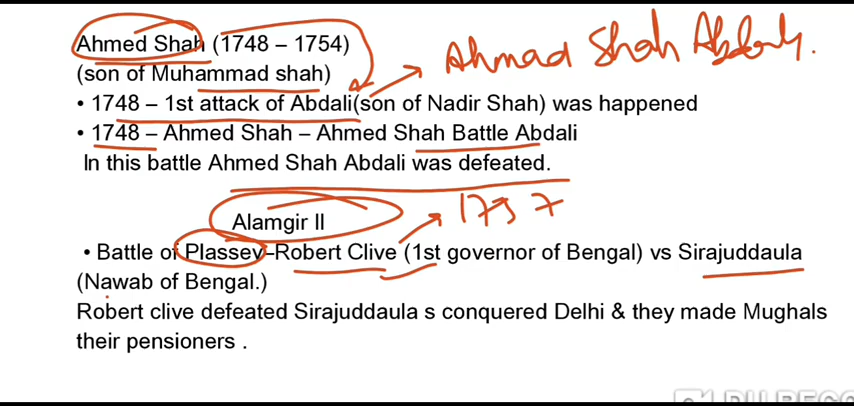 Ahmed Shah (1748 – 1754)
Ahmad Shah Abdali.
(son of Muhammad shah)
• 1748 – 1st attack of Abdali(son of Nadir Shah) was happened
• 1748 – Ahmed Shah – Ahmed Shah Battle Abdali
In this battle Ahmed Shah Abdali was defeated.
1757
Alamgir II
• Battle of Plassey–Robert Clive (1st governor of Bengal) vs Sirajuddaula
(Nawab of Bengal.)
Robert clive defeated Sirajuddaula s conquered Delhi & they made Mughals
their pensioners .